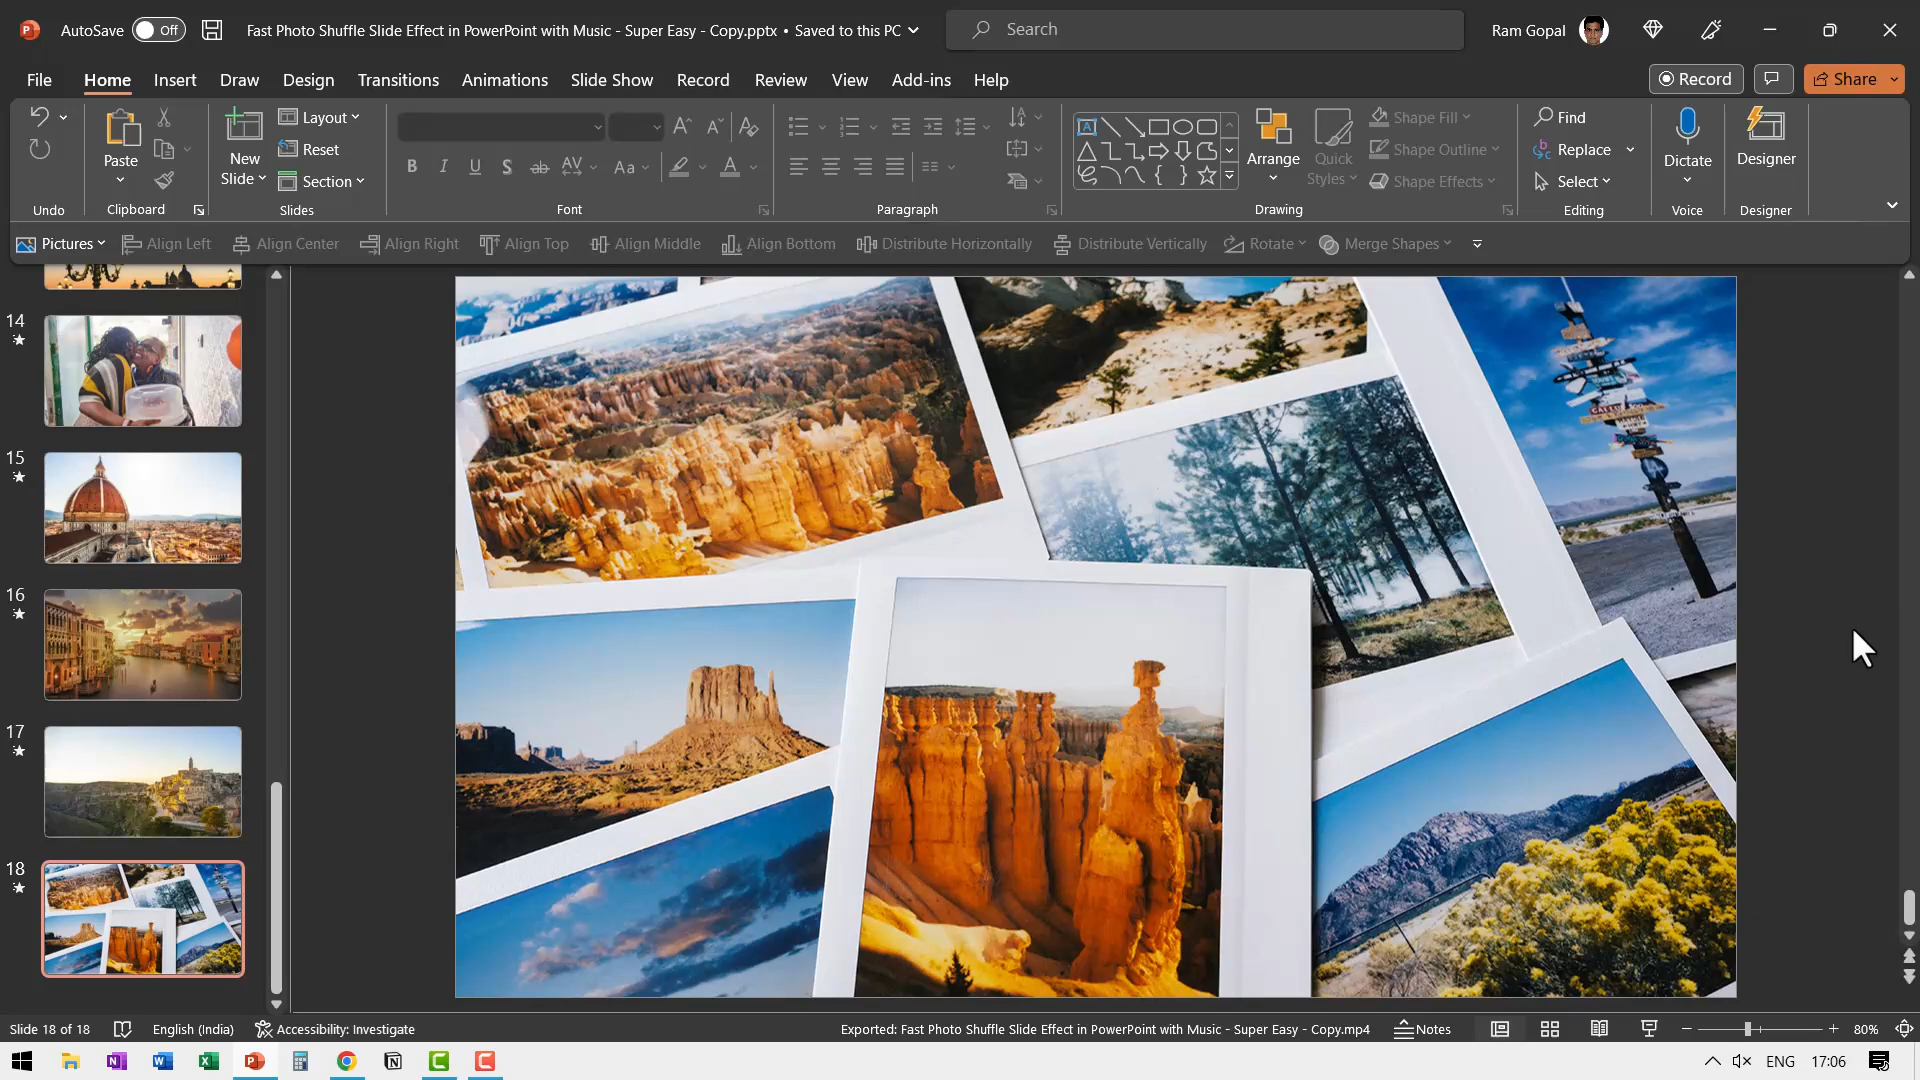 AutoSave Off Fast Photo Shuffle Slide Effect in PowerPoint with Music - Super Easy - Copy.pptx • Saved to this PC Search Ram Gopal
File Home Insert Draw Design Transitions Animations Slide Show Record Review View Add-ins Help Record Share
Paste New Slide Layout Reset Section
B I U S ab AV Aa A
Arrange Quick Styles Shape Fill Shape Outline Shape Effects
Find Replace Select Dictate Designer
Undo Clipboard Slides Font Paragraph Drawing Editing Voice Designer
Pictures Align Left Align Center Align Right Align Top Align Middle Align Bottom Distribute Horizontally Distribute Vertically Rotate Merge Shapes
14
15
16
17
18
Slide 18 of 18 English (India) Accessibility: Investigate Exported: Fast Photo Shuffle Slide Effect in PowerPoint with Music - Super Easy - Copy.mp4 Notes 80%
ENG 17:06